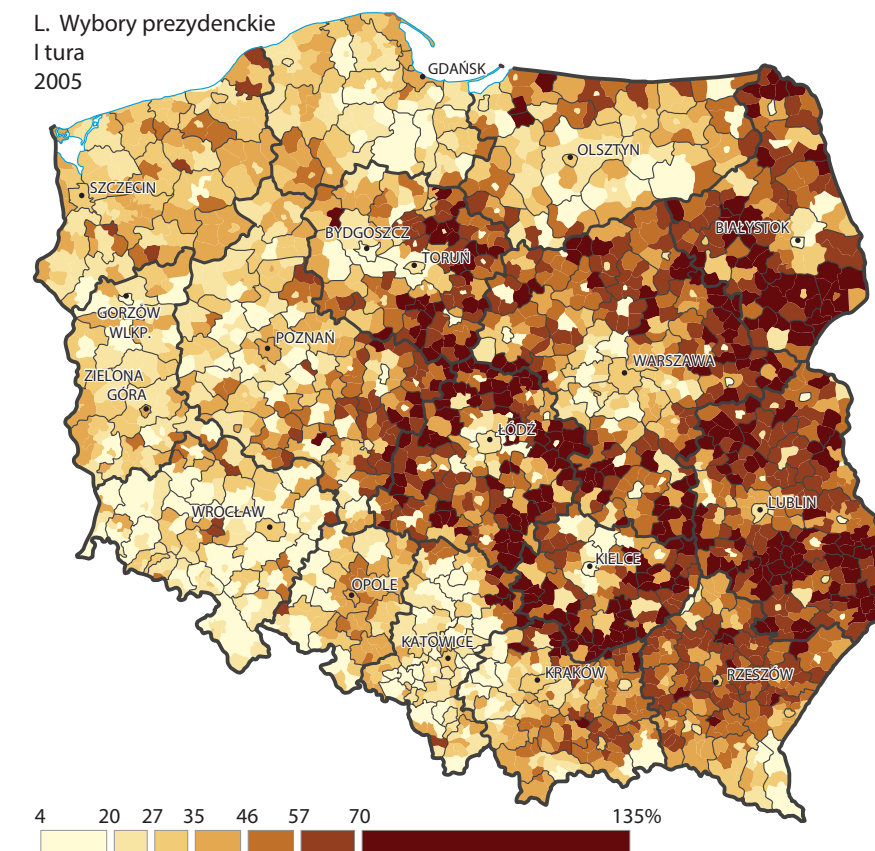 L. Wybory prezydenckie
I tura
2005
GDAŃSK
OLSZTYN
SZCZECIN
BIAŁYSTOK
BYDGOSZCZ
TORUŃ
GORZÓW
WLKP.
POZNAŃ
WARSZAWA
ZIELONA
GÓRA
ŁÓDŹ
WROCŁAW
LUBLIN
KIELCE
OPOLE
KATOWICE
KRAKÓW
RZESZÓW
4 20 27 35 46 57 70 135%